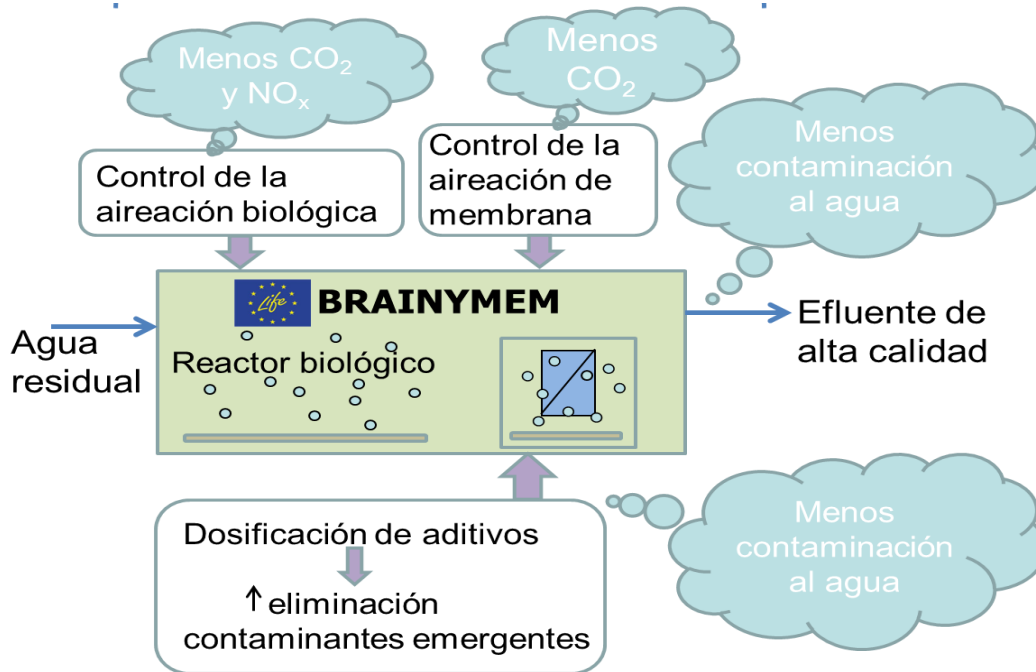 Menos CO₂
y NOₓ
Menos
CO₂
Control de la
aireación biológica
Control de la
aireación de
membrana
Menos
contaminación
al agua
Life
BRAINYMEM
Agua
residual
Reactor biológico
Efluente de
alta calidad
Dosificación de aditivos
↑ eliminación
contaminantes emergentes
Menos
contaminación
al agua